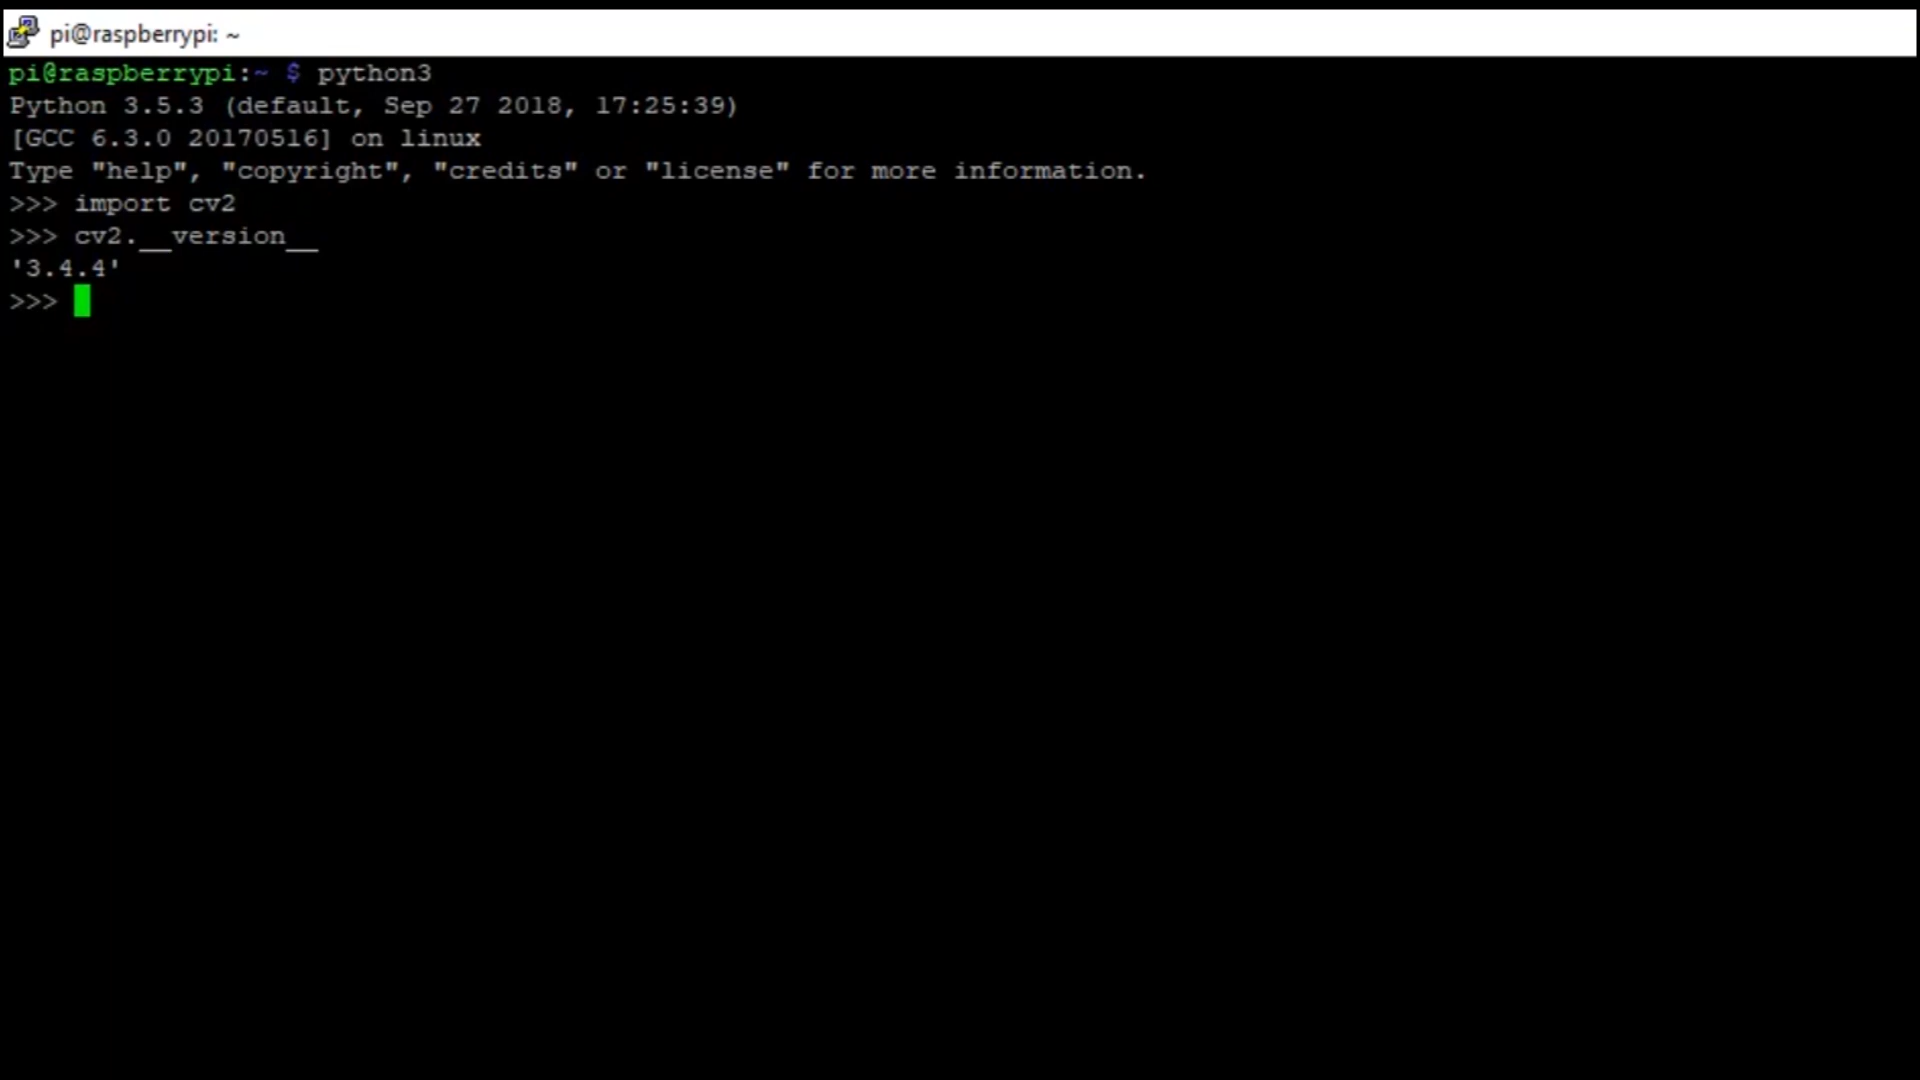 pi@raspberrypi: ~
pi@raspberrypi:~ $ python3
Python 3.5.3 (default, Sep 27 2018, 17:25:39)
[GCC 6.3.0 20170516] on linux
Type "help", "copyright", "credits" or "license" for more information.
>>> import cv2
>>> cv2.__version__
'3.4.4'
>>>